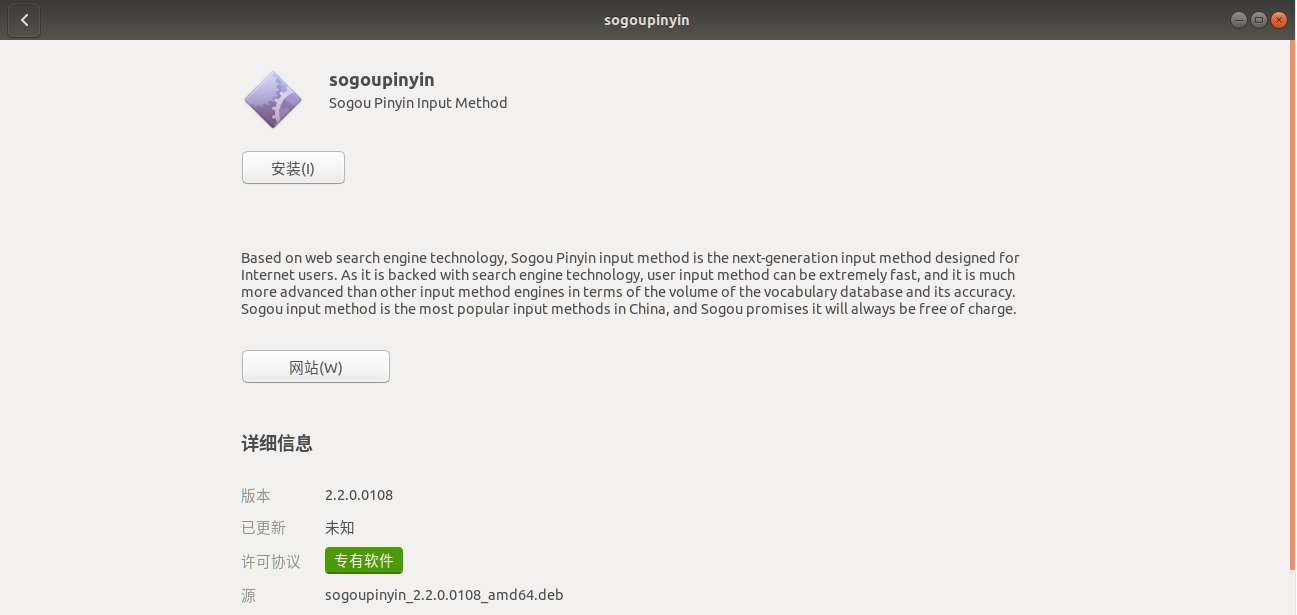 sogoupinyin
sogoupinyin
Sogou Pinyin Input Method
安装(I)
Based on web search engine technology, Sogou Pinyin input method is the next-generation input method designed for
Internet users. As it is backed with search engine technology, user input method can be extremely fast, and it is much
more advanced than other input method engines in terms of the volume of the vocabulary database and its accuracy.
Sogou input method is the most popular input methods in China, and Sogou promises it will always be free of charge.
网站(W)
详细信息
版本 2.2.0.0108
已更新 未知
许可协议 专有软件
源 sogoupinyin_2.2.0.0108_amd64.deb